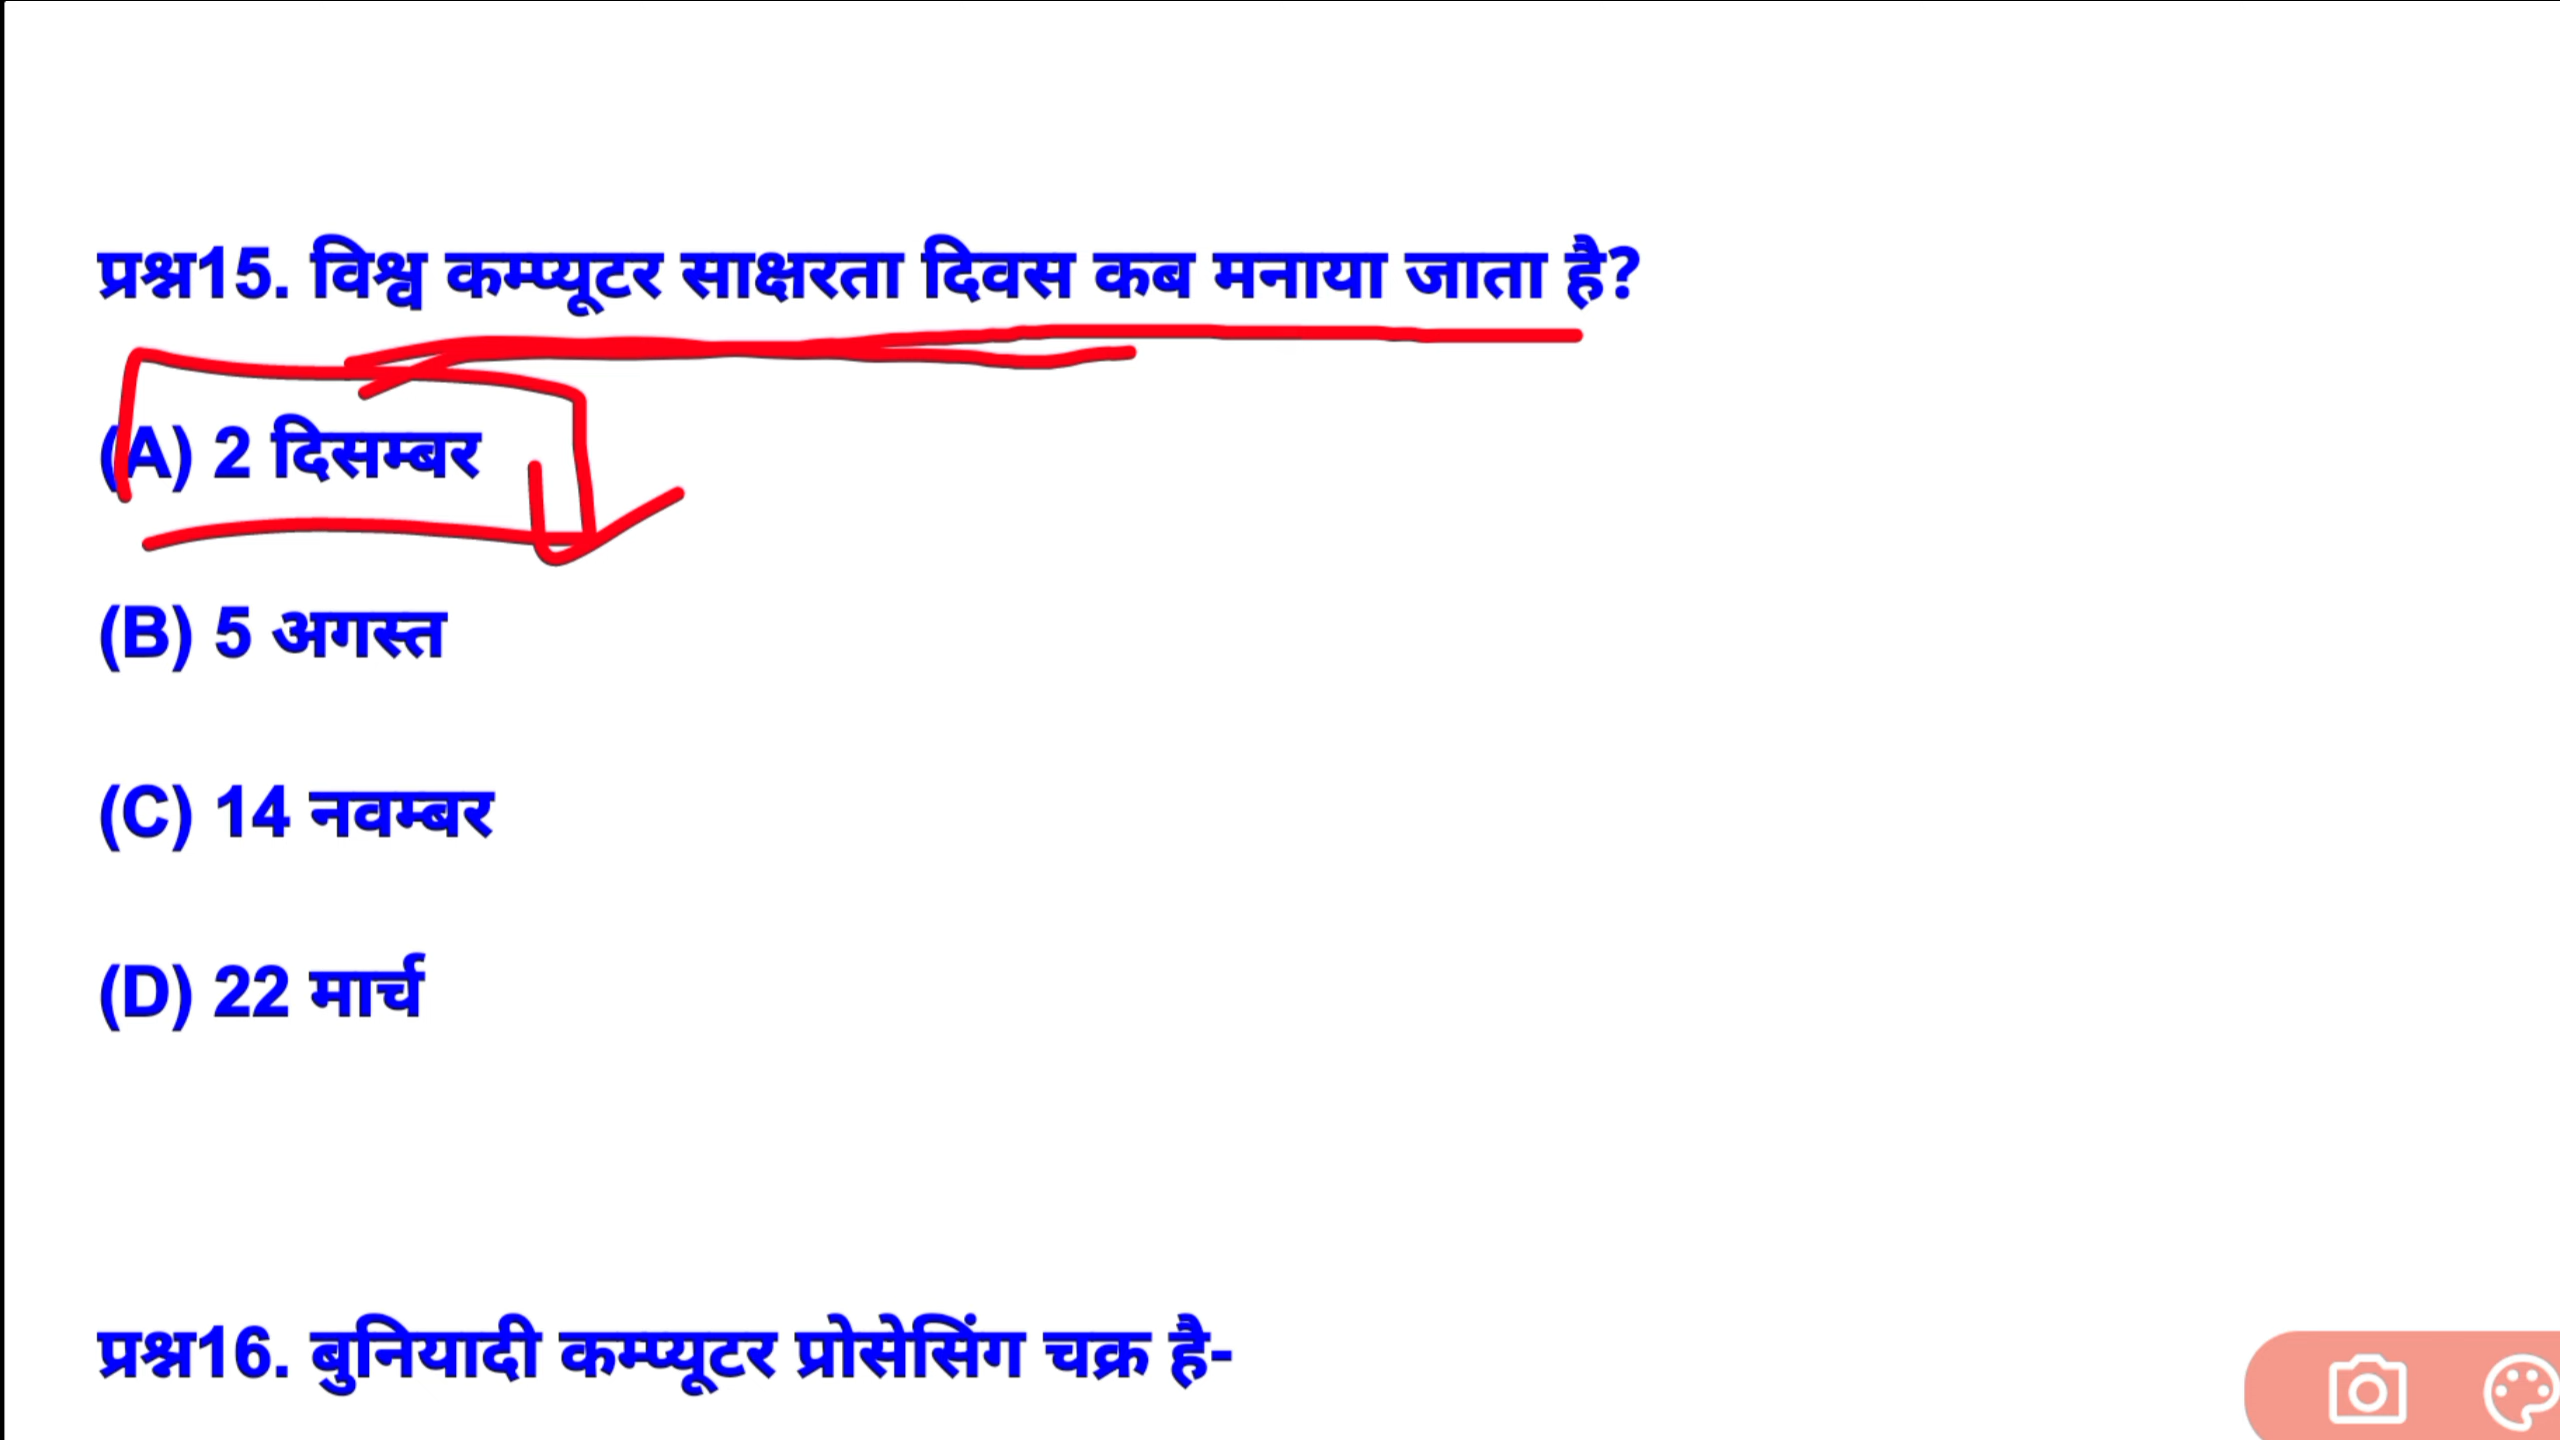 प्रश्न15. विश्व कम्प्यूटर साक्षरता दिवस कब मनाया जाता है?
(A) 2 दिसम्बर
(B) 5 अगस्त
(C) 14 नवम्बर
(D) 22 मार्च
प्रश्न16. बुनियादी कम्प्यूटर प्रोसेसिंग चक्र है-